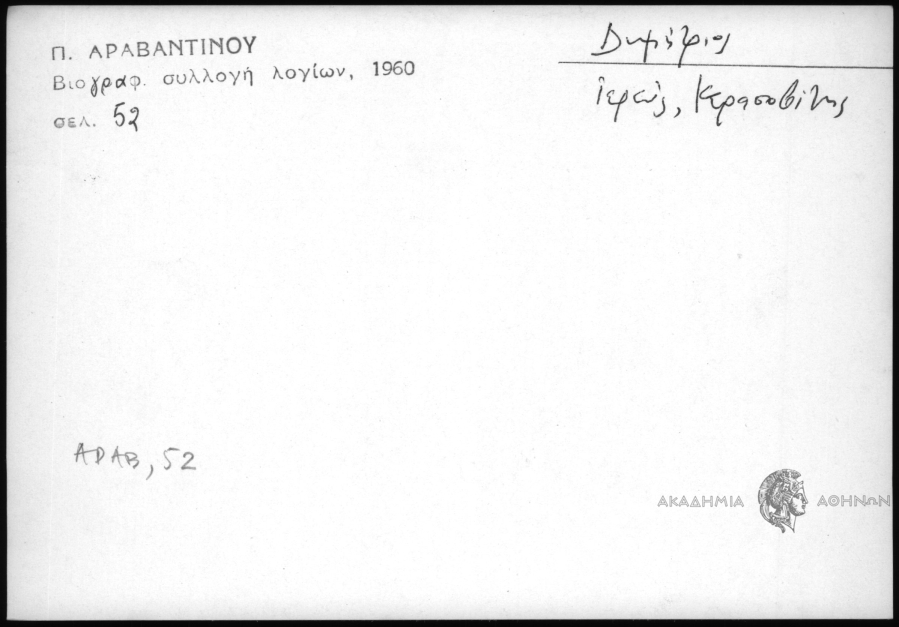 Π. ΑΡΑΒΑΝΤΙΝΟΥ
Βιογραφ. συλλογή λογίων, 1960
σελ. 52
Δημήτριος
ἱερεύς, Κερασοβίτης
ΑΡΑΒ, 52
ΑΚΑΔΗΜΙΑ ΑΘΗΝΩΝ